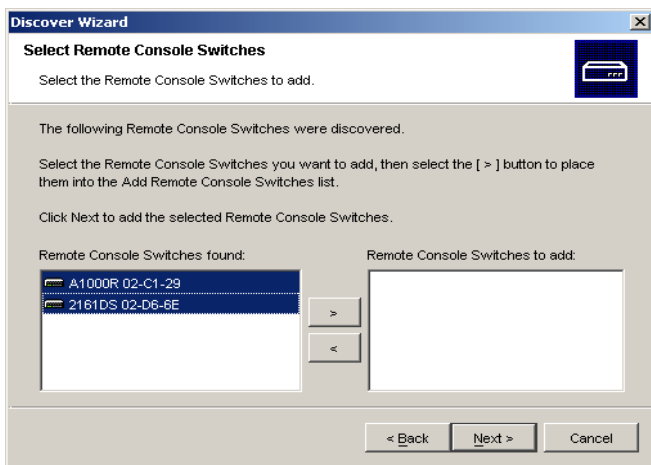 Discover Wizard
Select Remote Console Switches
Select the Remote Console Switches to add.
The following Remote Console Switches were discovered.
Select the Remote Console Switches you want to add, then select the [ > ] button to place
them into the Add Remote Console Switches list.
Click Next to add the selected Remote Console Switches.
Remote Console Switches found:
Remote Console Switches to add:
A1000R 02-C1-29
2161DS 02-D6-6E
>
<
< Back
Next >
Cancel